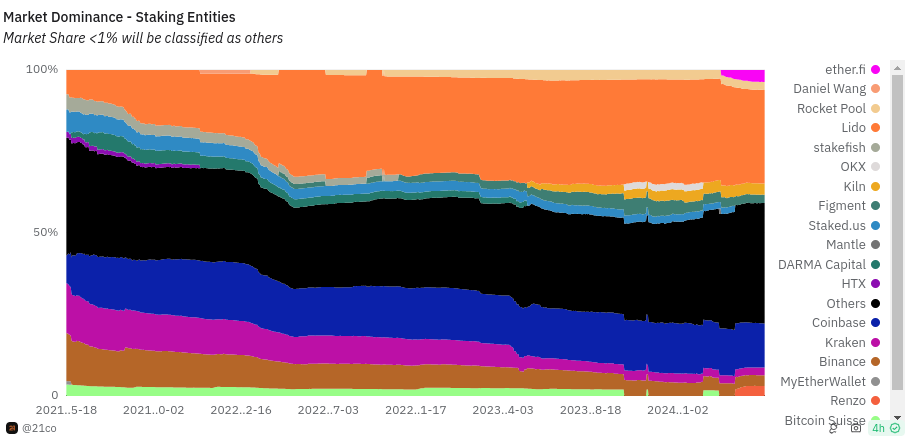 Market Dominance - Staking Entities
Market Share <1% will be classified as others
100%
50%
0
2021.5-18
2021.0-02
2022.2-16
2022.7-03
2022.1-17
2023..4-03
2023.8-18
2024.1-02
ether.fi
Daniel Wang
Rocket Pool
Lido
stakefish
OKX
Kiln
Figment
Staked.us
Mantle
DARMA Capital
HTX
Others
Coinbase
Kraken
Binance
MyEtherWallet
Renzo
Bitcoin Suisse
@21co
4h